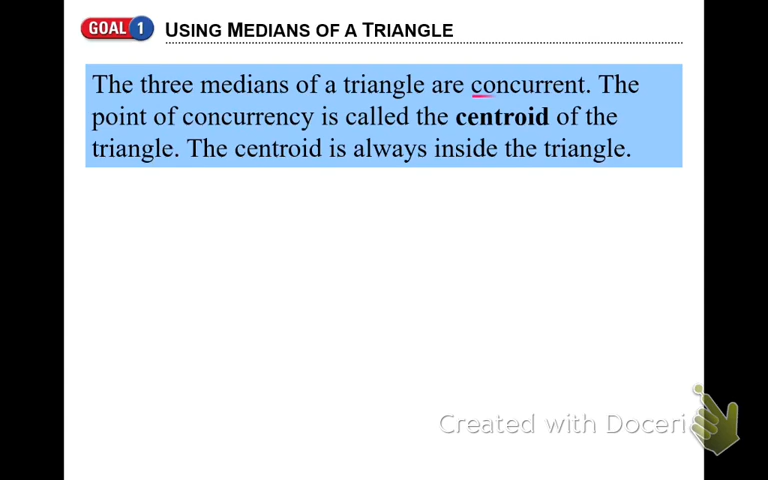 GOAL 1 USING MEDIANS OF A TRIANGLE
The three medians of a triangle are concurrent. The
point of concurrency is called the centroid of the
triangle. The centroid is always inside the triangle.
Created with Doceri